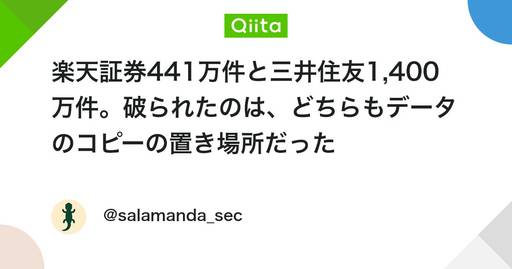 Qiita
楽天証券441万件と三井住友1,400
万件。破られたのは、どちらもデータ
のコピーの置き場所だった
@salamanda_sec